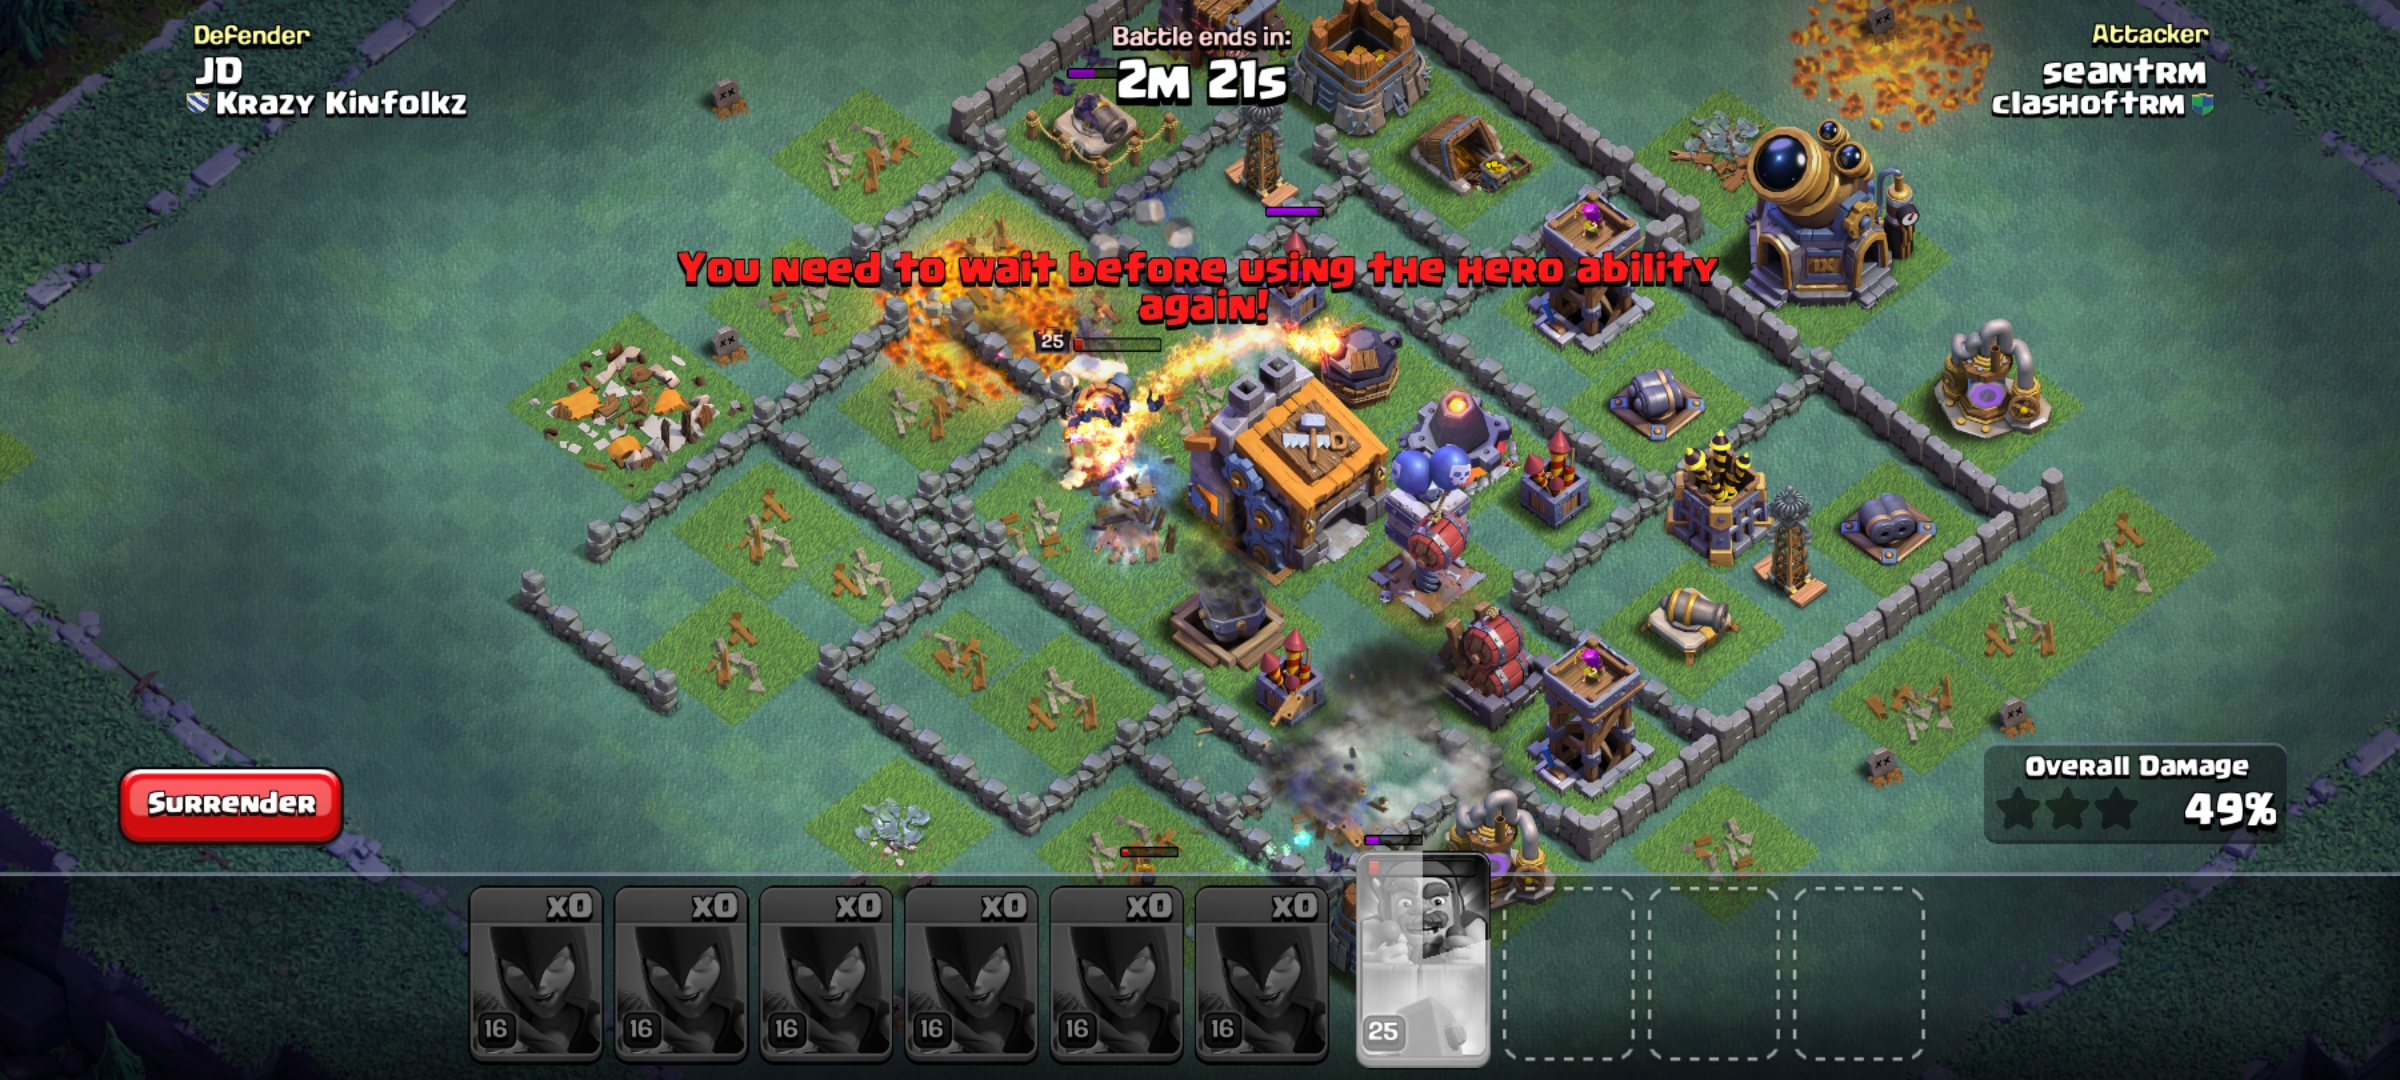 Defender
JD
Krazy Kinfolkz
Battle ends in:
2M 21s
Attacker
seantRM
clashoftRM
You need to wait before using the hero ability
again!
25
IX
Surrender
Overall Damage
49%
x0
x0
x0
x0
x0
x0
16
16
16
16
16
16
25